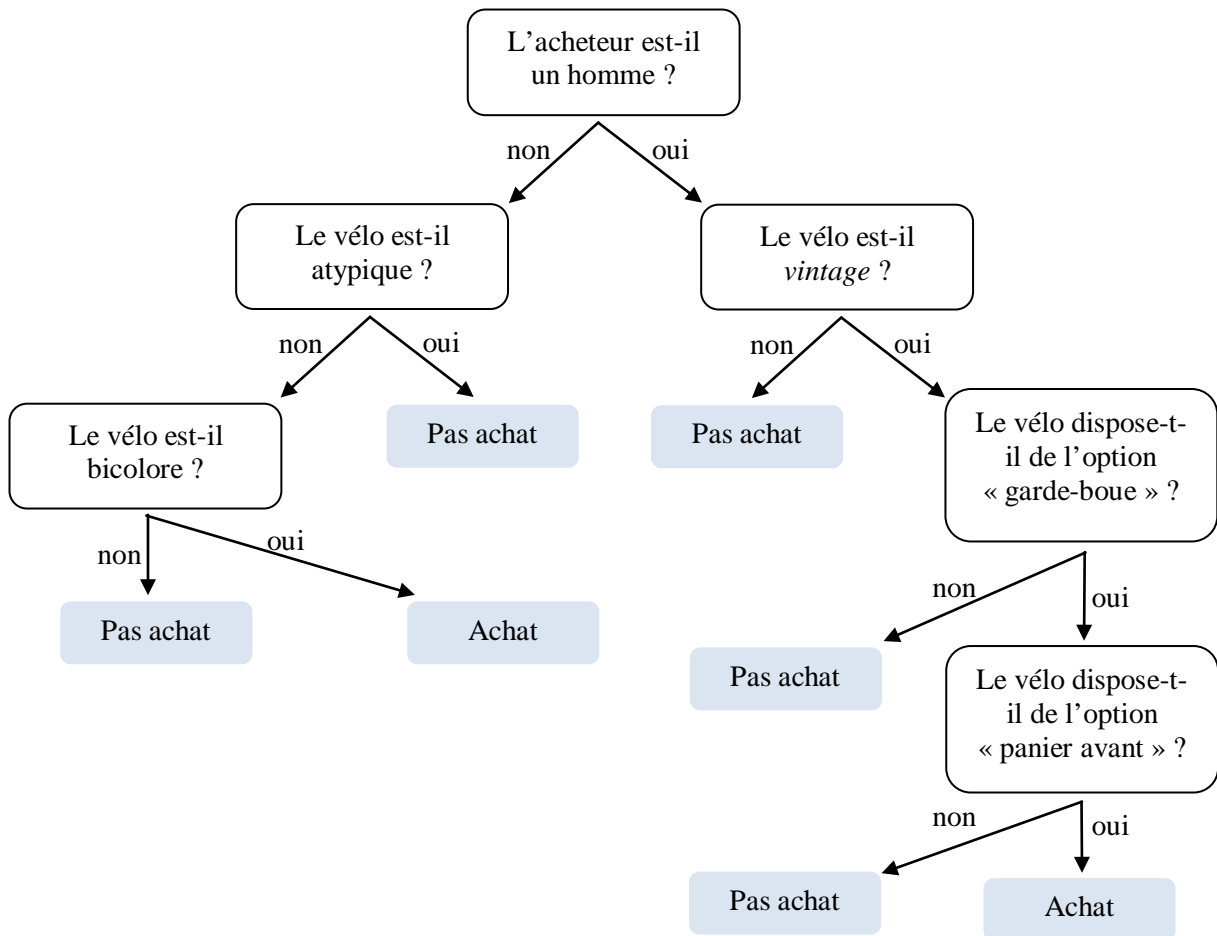 L’acheteur est-il
un homme ?
non
oui
Le vélo est-il
atypique ?
Le vélo est-il
vintage ?
non
oui
non
oui
Le vélo est-il
bicolore ?
Pas achat
Pas achat
Le vélo dispose-t-
il de l’option
« garde-boue » ?
non
oui
non
oui
Pas achat
Achat
Pas achat
Le vélo dispose-t-
il de l’option
« panier avant » ?
non
oui
Pas achat
Achat